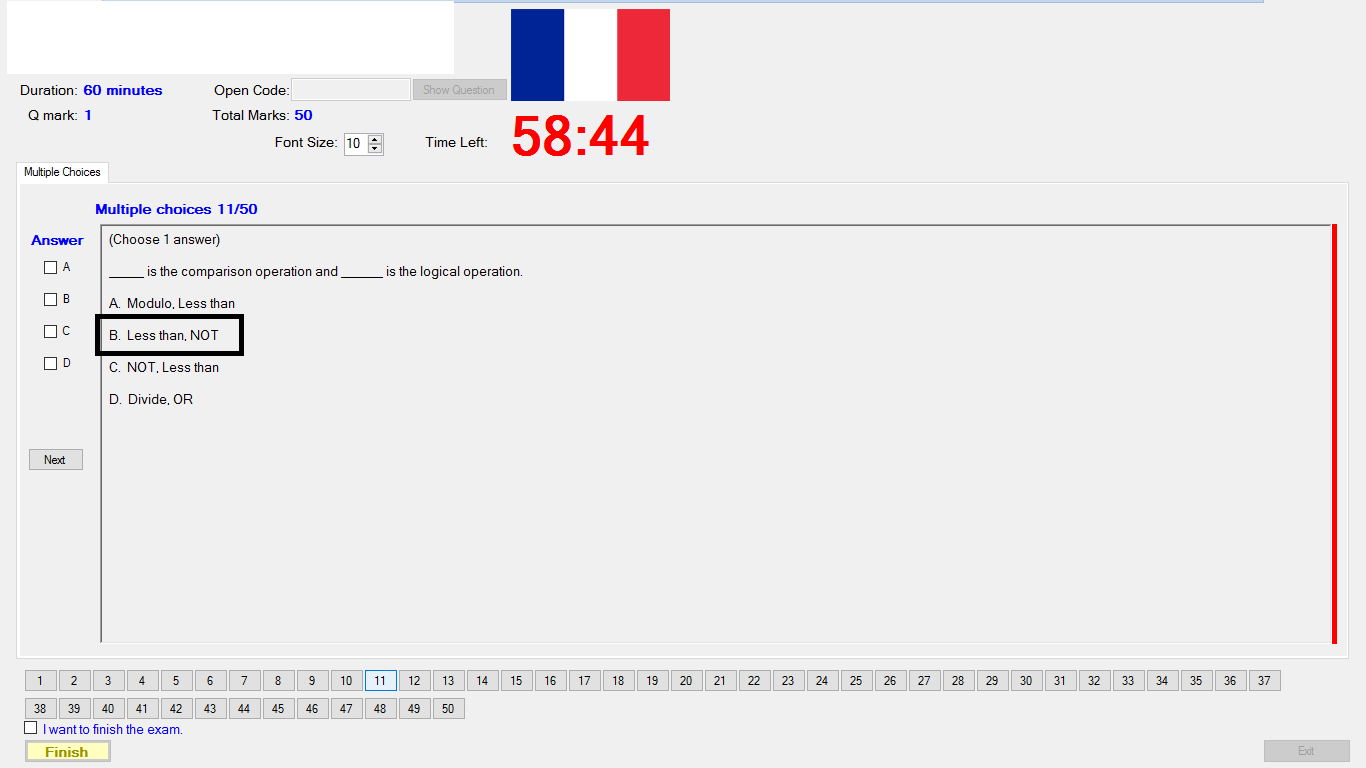 Duration: 60 minutes
Open Code:
Show Question
Q mark: 1
Total Marks: 50
Font Size: 10
Time Left: 58:44
Multiple Choices
Multiple choices 11/50
Answer
(Choose 1 answer)
A
_____ is the comparison operation and ______ is the logical operation.
B
A. Modulo, Less than
C
B. Less than, NOT
D
C. NOT, Less than
D. Divide, OR
Next
1 2 3 4 5 6 7 8 9 10 11 12 13 14 15 16 17 18 19 20 21 22 23 24 25 26 27 28 29 30 31 32 33 34 35 36 37
38 39 40 41 42 43 44 45 46 47 48 49 50
I want to finish the exam.
Finish
Exit